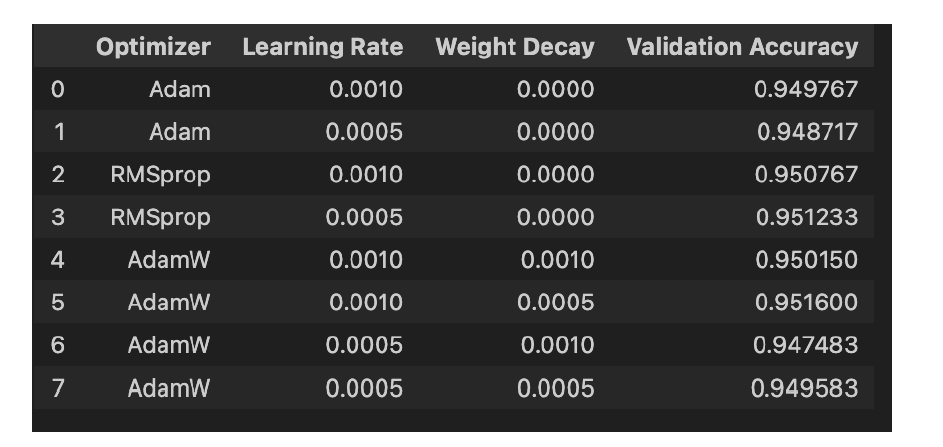 Optimizer Learning Rate Weight Decay Validation Accuracy
0 Adam 0.0010 0.0000 0.949767
1 Adam 0.0005 0.0000 0.948717
2 RMSprop 0.0010 0.0000 0.950767
3 RMSprop 0.0005 0.0000 0.951233
4 AdamW 0.0010 0.0010 0.950150
5 AdamW 0.0010 0.0005 0.951600
6 AdamW 0.0005 0.0010 0.947483
7 AdamW 0.0005 0.0005 0.949583